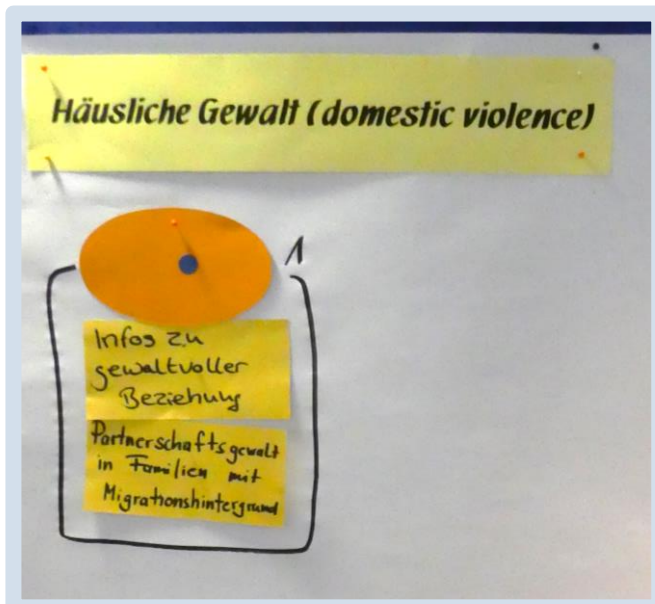 Häusliche Gewalt (domestic violence)
1
Infos zu
gewaltvoller
Beziehung
Partnerschaftsgewalt
in Familien mit
Migrationshintergrund